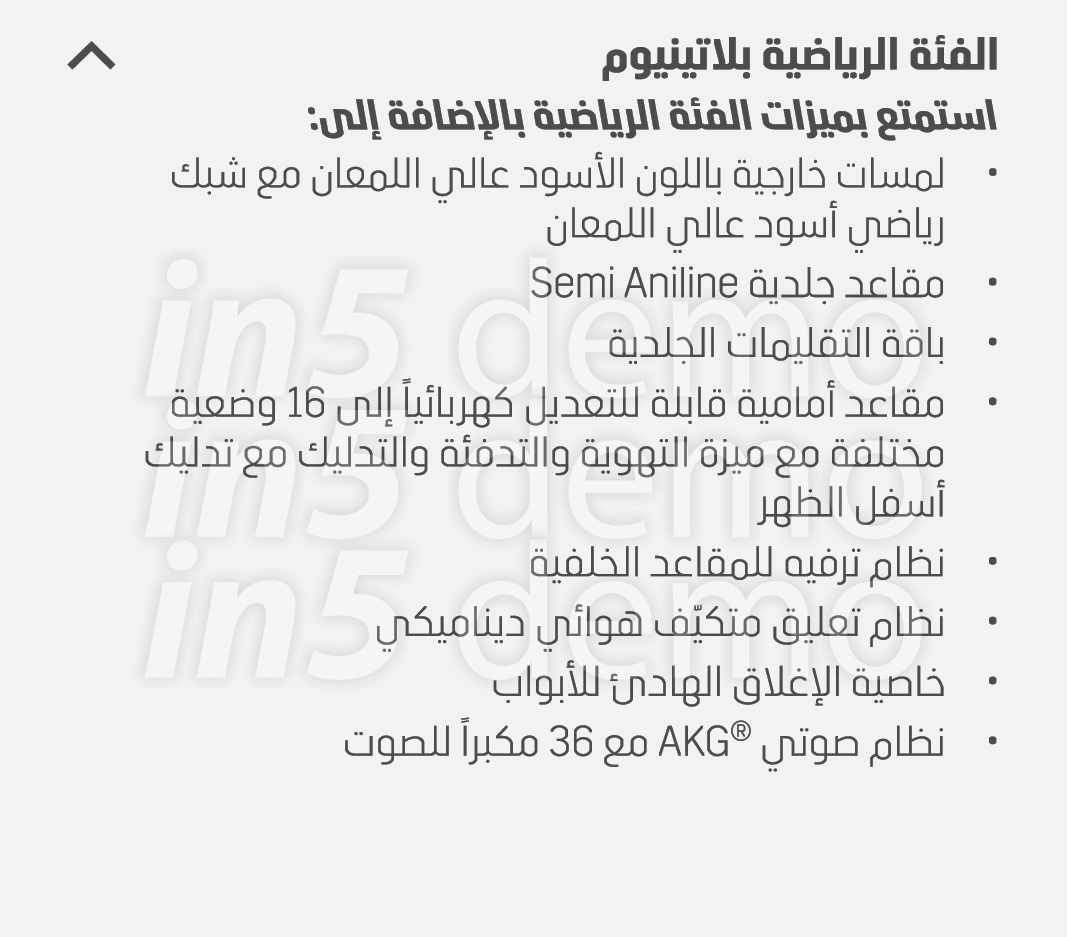 الفئة الرياضية بلاتينيوم
استمتع بميزات الفئة الرياضية بالإضافة إلى:
• لمسات خارجية باللون الأسود عالي اللمعان مع شبك
رياضي أسود عالي اللمعان
• مقاعد جلدية Semi Aniline
• باقة التقليمات الجلدية
• مقاعد أمامية قابلة للتعديل كهربائياً إلى 16 وضعية
مختلفة مع ميزة التهوية والتدفئة والتدليك مع تدليك
أسفل الظهر
• نظام ترفيه للمقاعد الخلفية
• نظام تعليق متكيّف هوائي ديناميكي
• خاصية الإغلاق الهادئ للأبواب
• نظام صوتي AKG® مع 36 مكبراً للصوت
in5 demo
in5 demo
in5 demo